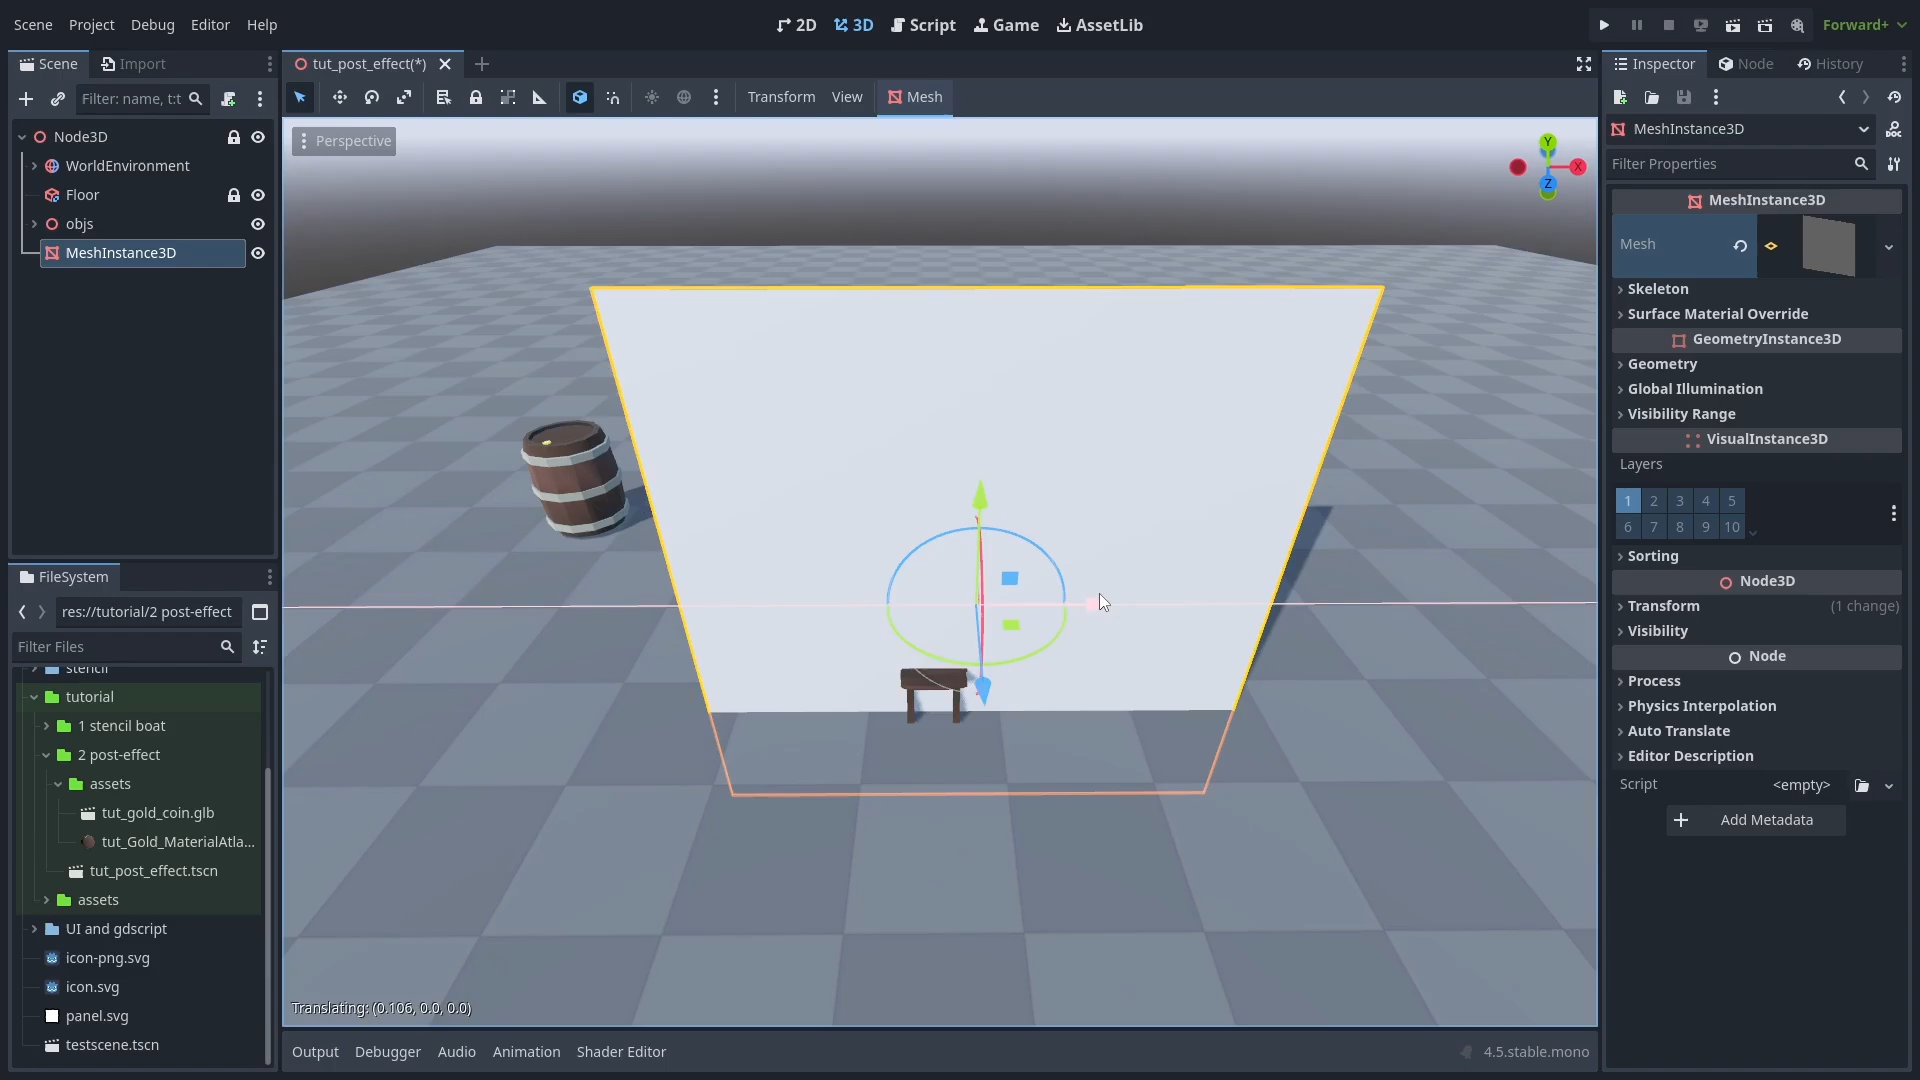 Scene Project Debug Editor Help
2D 3D Script Game AssetLib
Forward+
Scene Import
Filter: name, t:t
Node3D
WorldEnvironment
Floor
objs
MeshInstance3D
FileSystem
res://tutorial/2 post-effect
Filter Files
stencil
tutorial
1 stencil boat
2 post-effect
assets
tut_gold_coin.glb
tut_Gold_MaterialAtla...
tut_post_effect.tscn
assets
UI and gdscript
icon-png.svg
icon.svg
panel.svg
testscene.tscn
tut_post_effect(*)
Transform View Mesh
Perspective
Y
X
Z
Translating: (0.106, 0.0, 0.0)
Output Debugger Audio Animation Shader Editor
4.5.stable.mono
Inspector Node History
MeshInstance3D
DOC
Filter Properties
MeshInstance3D
Mesh
Skeleton
Surface Material Override
GeometryInstance3D
Geometry
Global Illumination
Visibility Range
VisualInstance3D
Layers
1 2 3 4 5
6 7 8 9 10
Sorting
Node3D
Transform (1 change)
Visibility
Node
Process
Physics Interpolation
Auto Translate
Editor Description
Script <empty>
Add Metadata